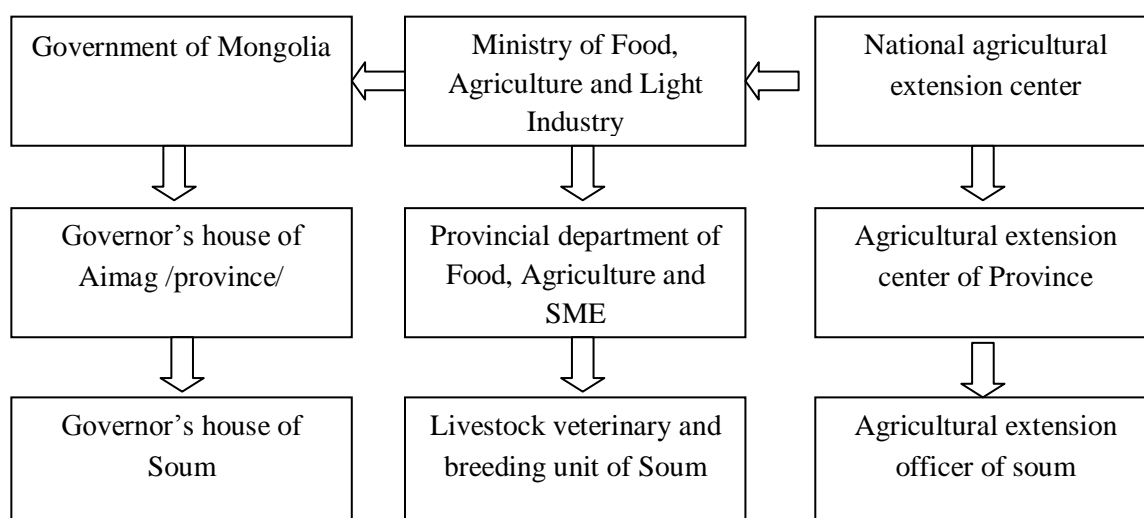 Government of Mongolia
Ministry of Food,
Agriculture and Light
Industry
National agricultural
extension center
Governor’s house of
Aimag /province/
Provincial department of
Food, Agriculture and
SME
Agricultural extension
center of Province
Governor’s house of
Soum
Livestock veterinary and
breeding unit of Soum
Agricultural extension
officer of soum